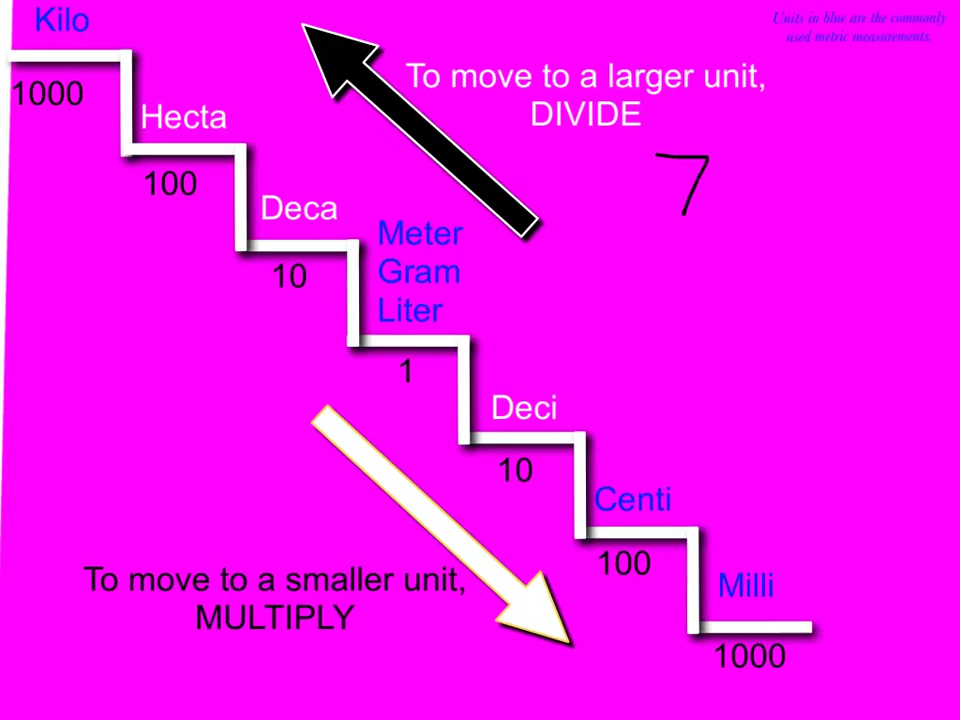 Kilo
Units in blue are the commonly
used metric measurements.
1000
To move to a larger unit,
DIVIDE
Hecta
100
7
Deca
10
Meter
Gram
Liter
1
Deci
10
Centi
100
To move to a smaller unit,
MULTIPLY
Milli
1000